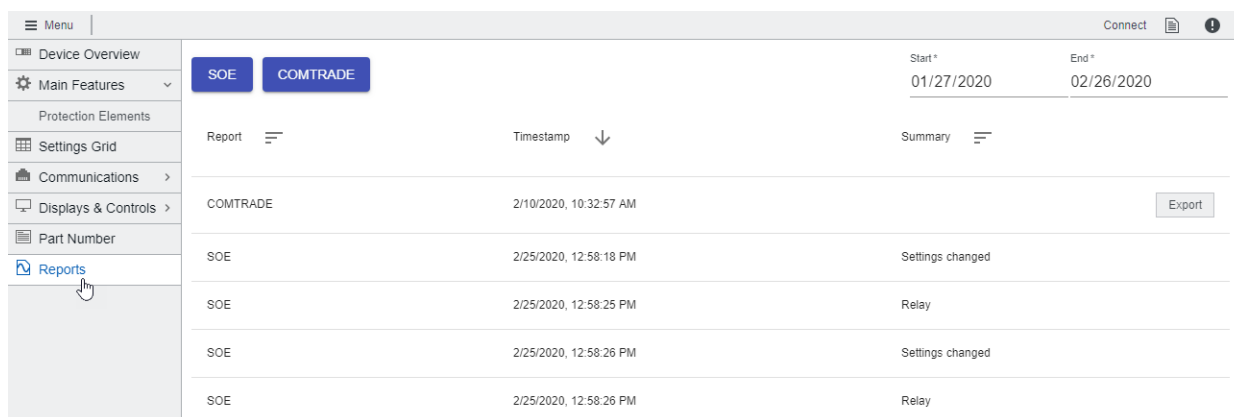 Menu
Connect
Device Overview
Main Features
Protection Elements
Settings Grid
Communications
Displays & Controls
Part Number
Reports
SOE COMTRADE
Start * End *
01/27/2020 02/26/2020
Report Timestamp Summary
COMTRADE 2/10/2020, 10:32:57 AM Export
SOE 2/25/2020, 12:58:18 PM Settings changed
SOE 2/25/2020, 12:58:25 PM Relay
SOE 2/25/2020, 12:58:26 PM Settings changed
SOE 2/25/2020, 12:58:26 PM Relay